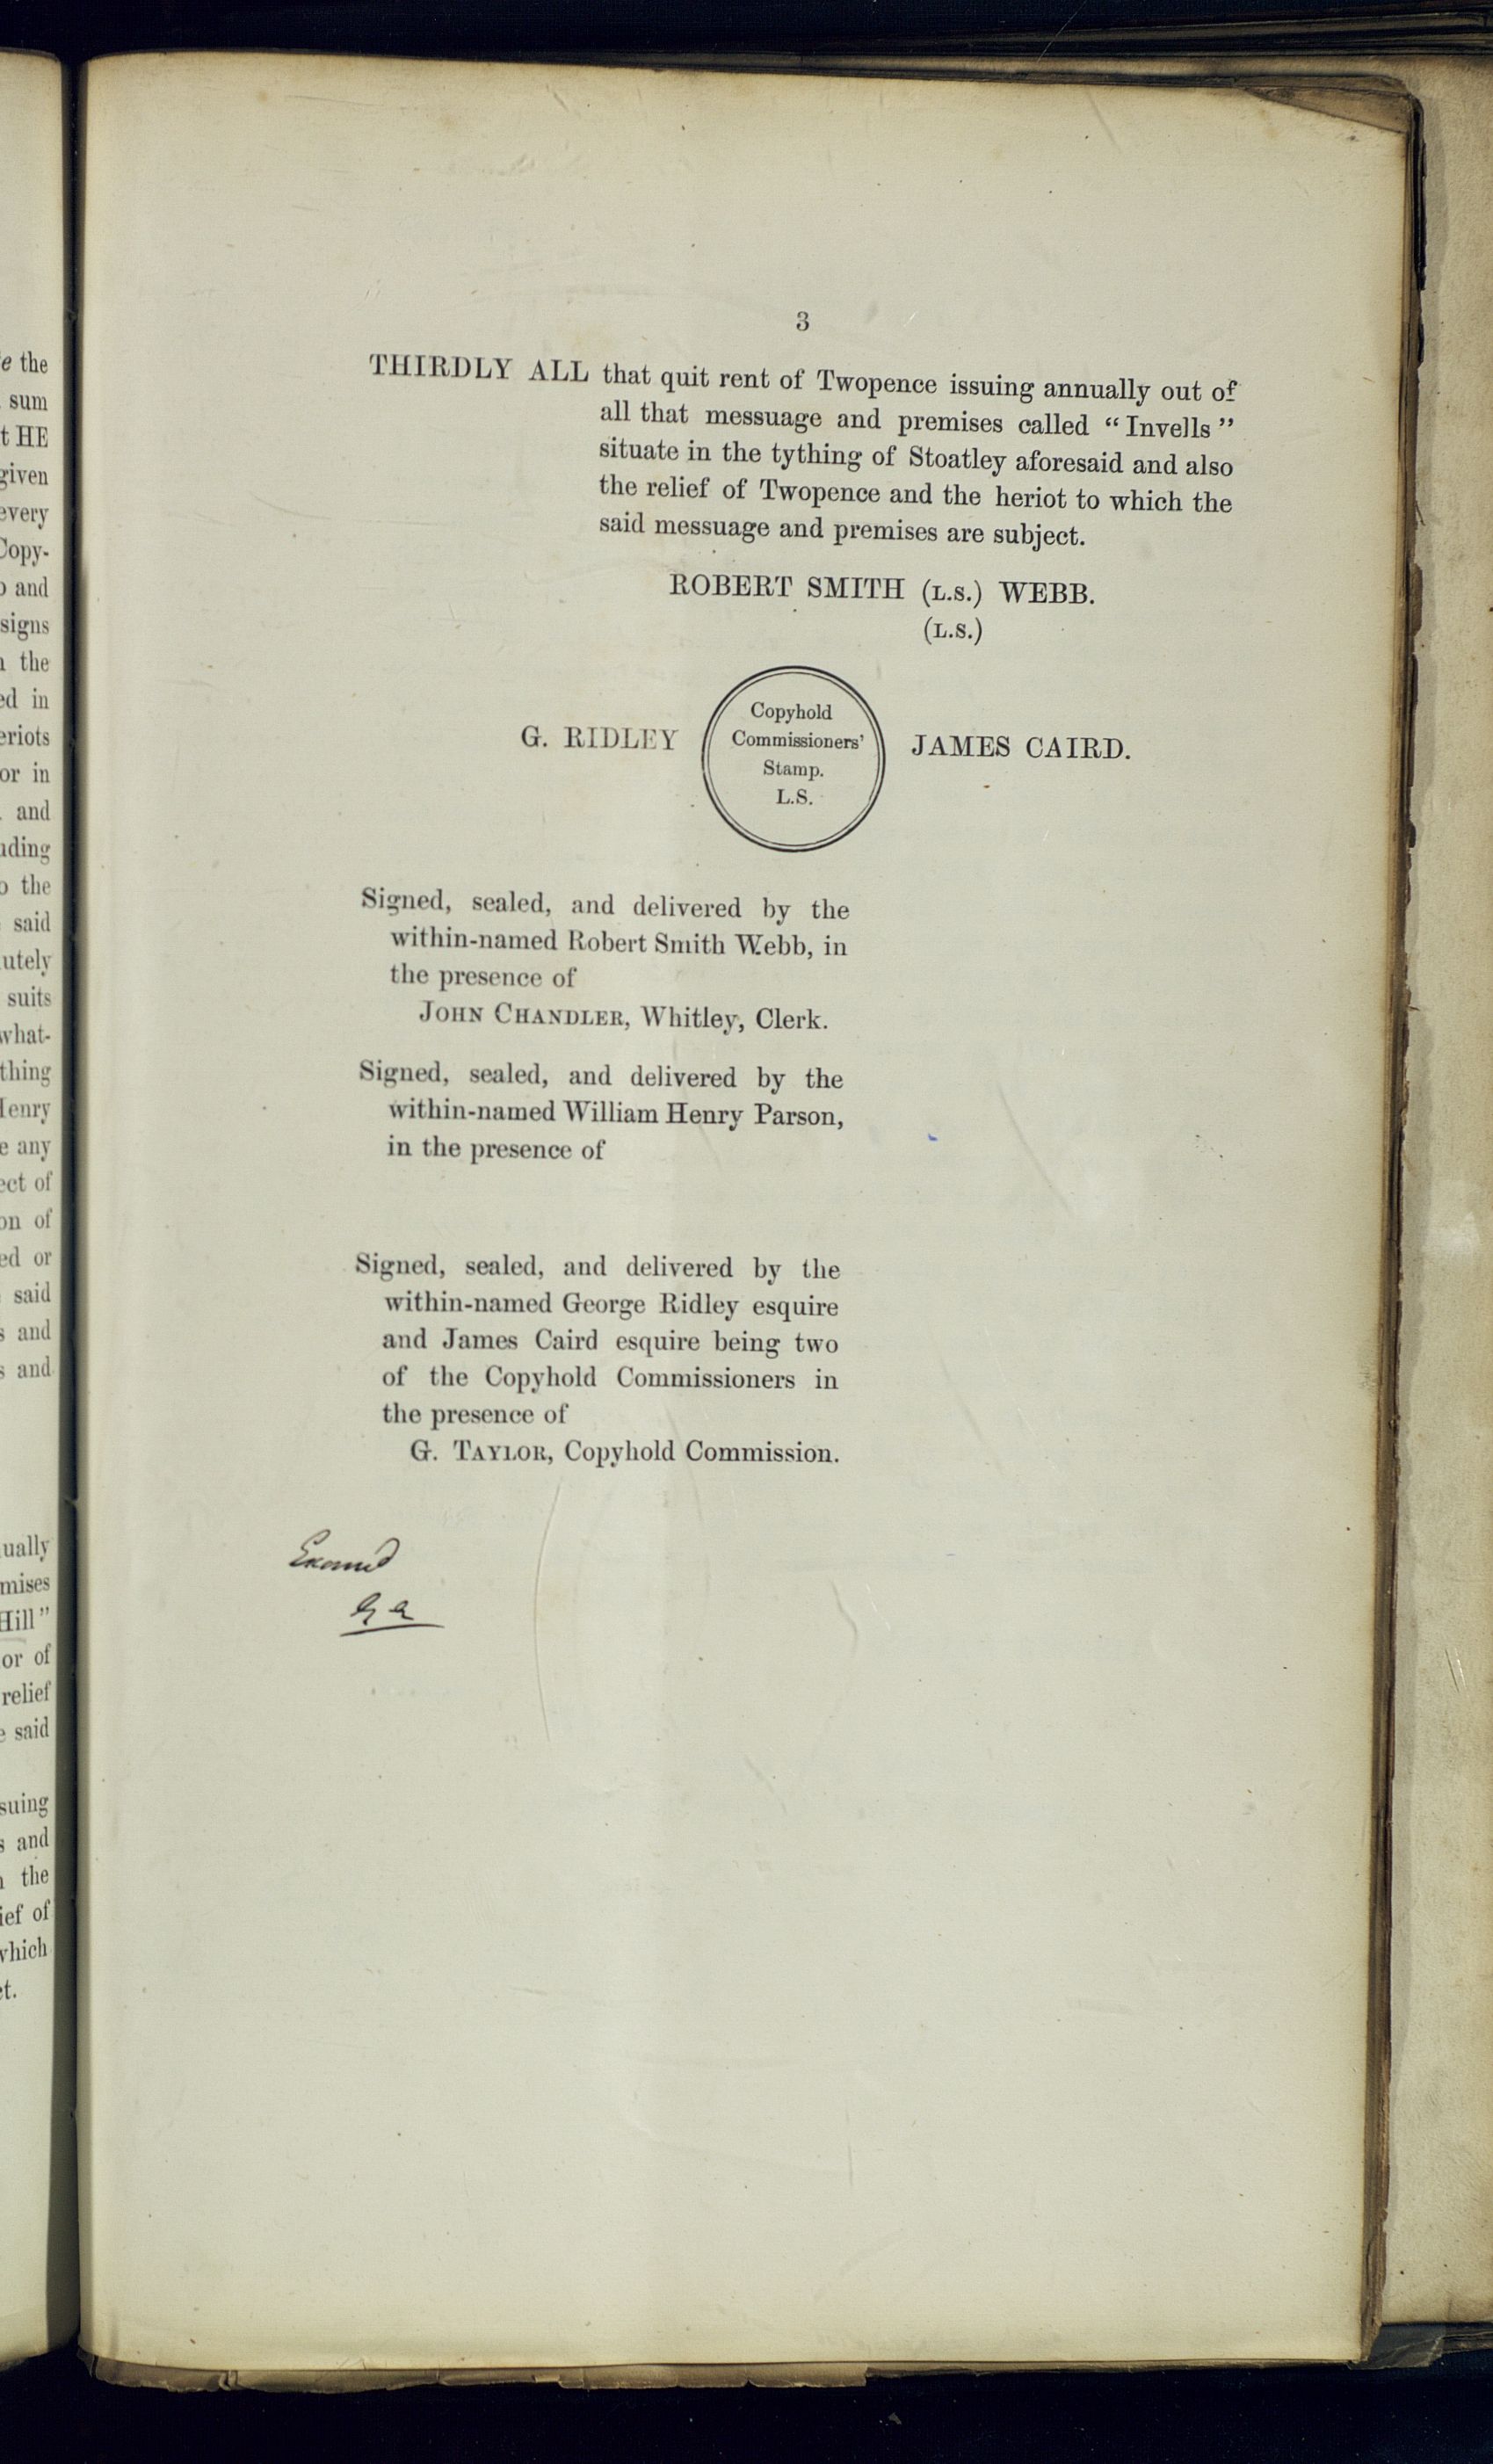 3
THIRDLY ALL that quit rent of Twopence issuing annually out of
all that messuage and premises called “Invells”
situate in the tything of Stoatley aforesaid and also
the relief of Twopence and the heriot to which the
said messuage and premises are subject.
ROBERT SMITH (L.S.) WEBB.
(L.S.)
Copyhold
G. RIDLEY Commissioners' JAMES CAIRD.
Stamp.
L.S.
Signed, sealed, and delivered by the
within-named Robert Smith Webb, in
the presence of
JOHN CHANDLER, Whitley, Clerk.
Signed, sealed, and delivered by the
within-named William Henry Parson,
in the presence of
Signed, sealed, and delivered by the
within-named George Ridley esquire
and James Caird esquire being two
of the Copyhold Commissioners in
the presence of
G. TAYLOR, Copyhold Commission.
Examd